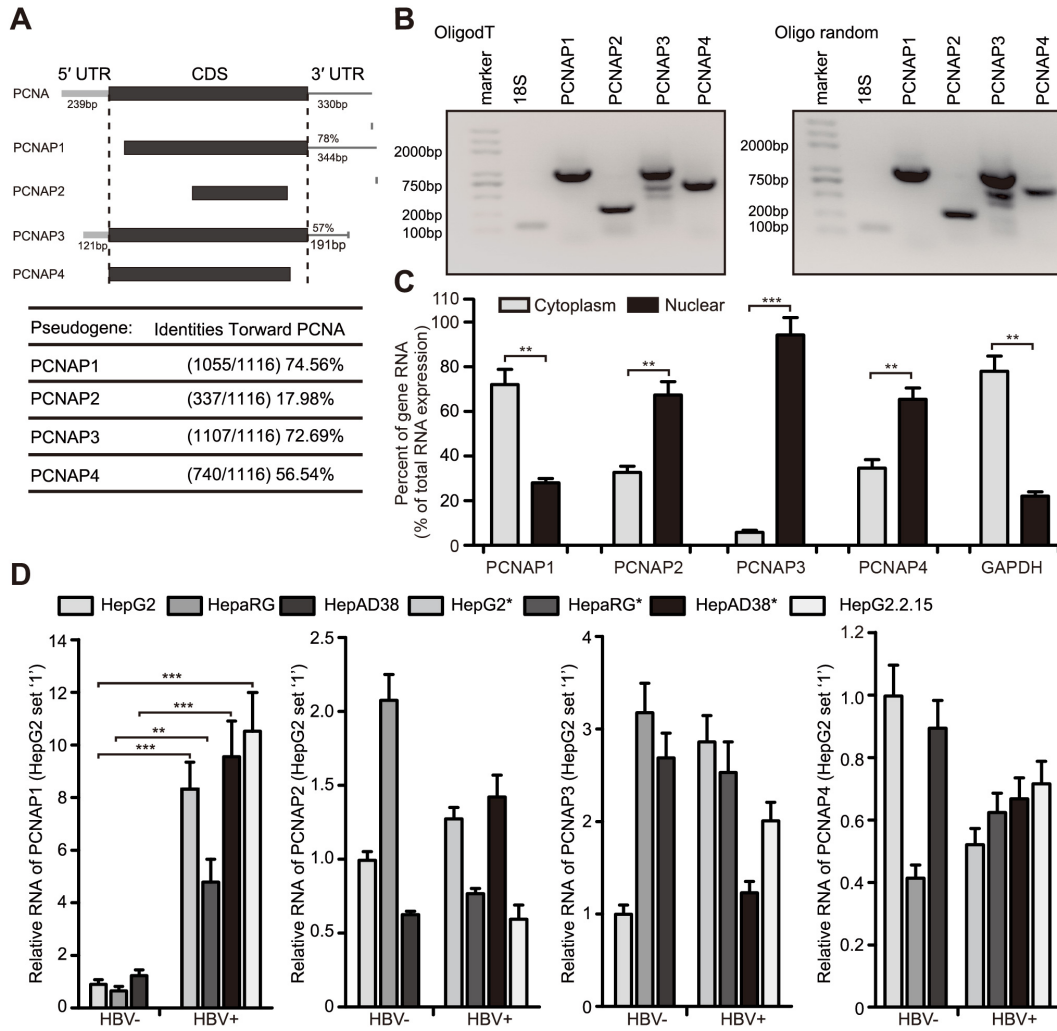 A
5′ UTR CDS 3′ UTR
PCNA
239bp 330bp
PCNAP1
78%
344bp
PCNAP2
PCNAP3
121bp
57%
191bp
PCNAP4
Pseudogene: Identities Torward PCNA
PCNAP1 (1055/1116) 74.56%
PCNAP2 (337/1116) 17.98%
PCNAP3 (1107/1116) 72.69%
PCNAP4 (740/1116) 56.54%
B
OligodT
marker
18S
PCNAP1
PCNAP2
PCNAP3
PCNAP4
2000bp
750bp
200bp
100bp
Oligo random
marker
18S
PCNAP1
PCNAP2
PCNAP3
PCNAP4
2000bp
750bp
200bp
100bp
C
Cytoplasm Nuclear
Percent of gene RNA
(% of total RNA expression)
110
100
80
60
40
20
0
** ** *** ** **
PCNAP1 PCNAP2 PCNAP3 PCNAP4 GAPDH
D
HepG2 HepaRG HepAD38 HepG2* HepaRG* HepAD38* HepG2.2.15
Relative RNA of PCNAP1 (HepG2 set ‘1’)
14
12
10
8
6
4
2
0
***
***
**
***
HBV- HBV+
Relative RNA of PCNAP2 (HepG2 set ‘1’)
2.5
2.0
1.5
1.0
0.5
0
HBV- HBV+
Relative RNA of PCNAP3 (HepG2 set ‘1’)
4
3
2
1
0
HBV- HBV+
Relative RNA of PCNAP4 (HepG2 set ‘1’)
1.2
1.0
0.8
0.6
0.4
0.2
0
HBV- HBV+